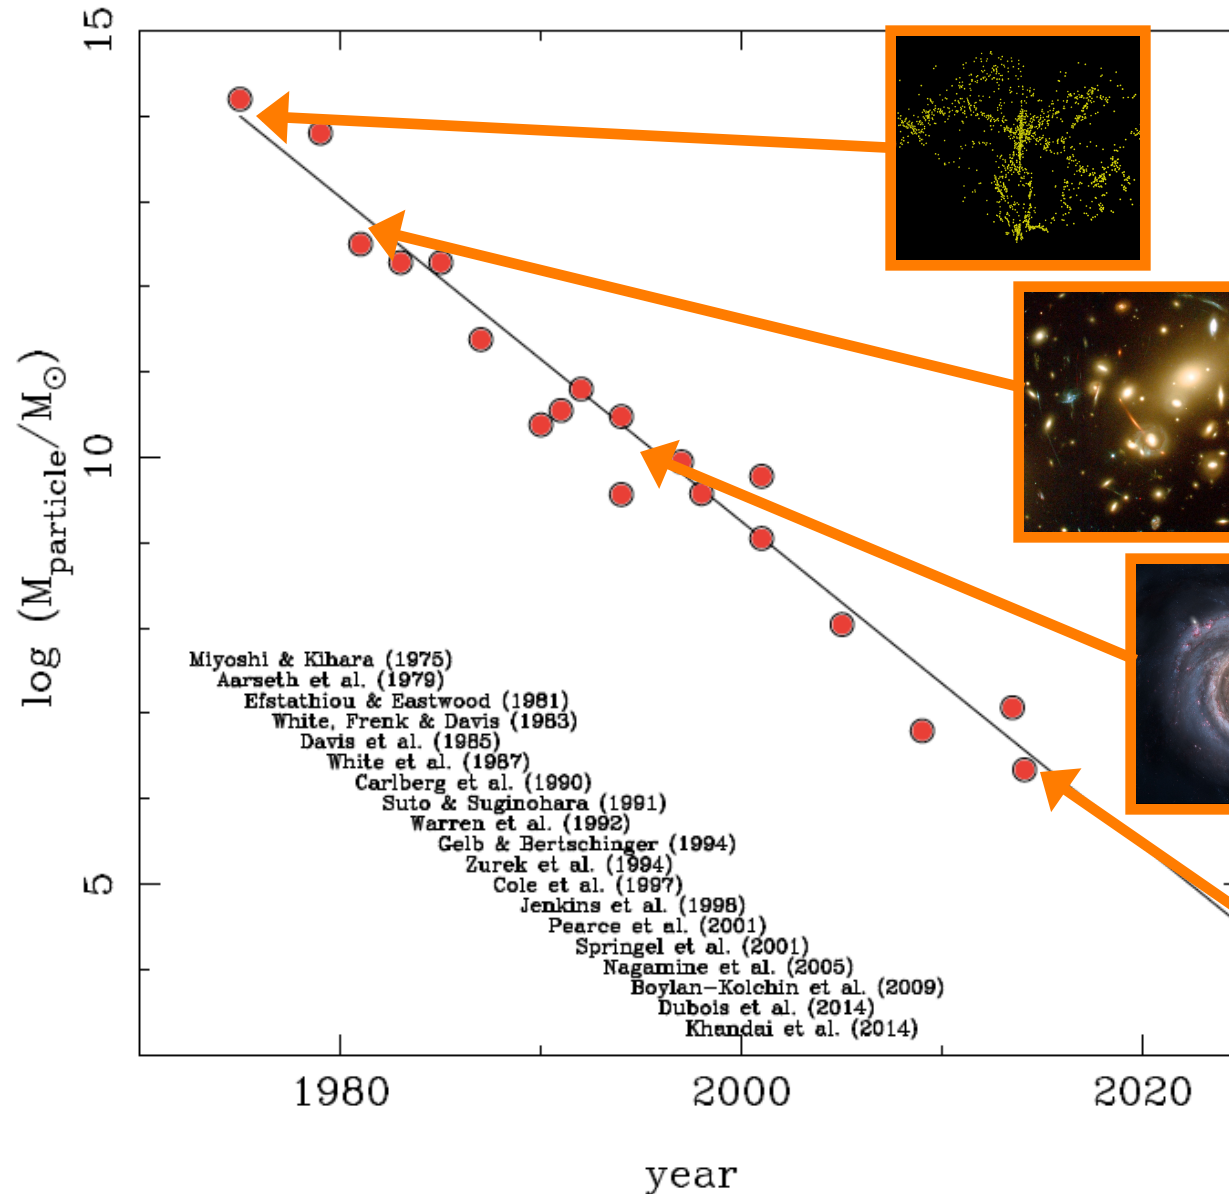 15
10
5
log (Mparticle/M⊙)
Miyoshi & Kihara (1975)
Aarseth et al. (1979)
Efstathiou & Eastwood (1981)
White, Frenk & Davis (1983)
Davis et al. (1985)
White et al. (1987)
Carlberg et al. (1990)
Suto & Suginohara (1991)
Warren et al. (1992)
Gelb & Bertschinger (1994)
Zurek et al. (1994)
Cole et al. (1997)
Jenkins et al. (1998)
Pearce et al. (2001)
Springel et al. (2001)
Nagamine et al. (2005)
Boylan−Kolchin et al. (2009)
Dubois et al. (2014)
Khandai et al. (2014)
1980 2000 2020
year